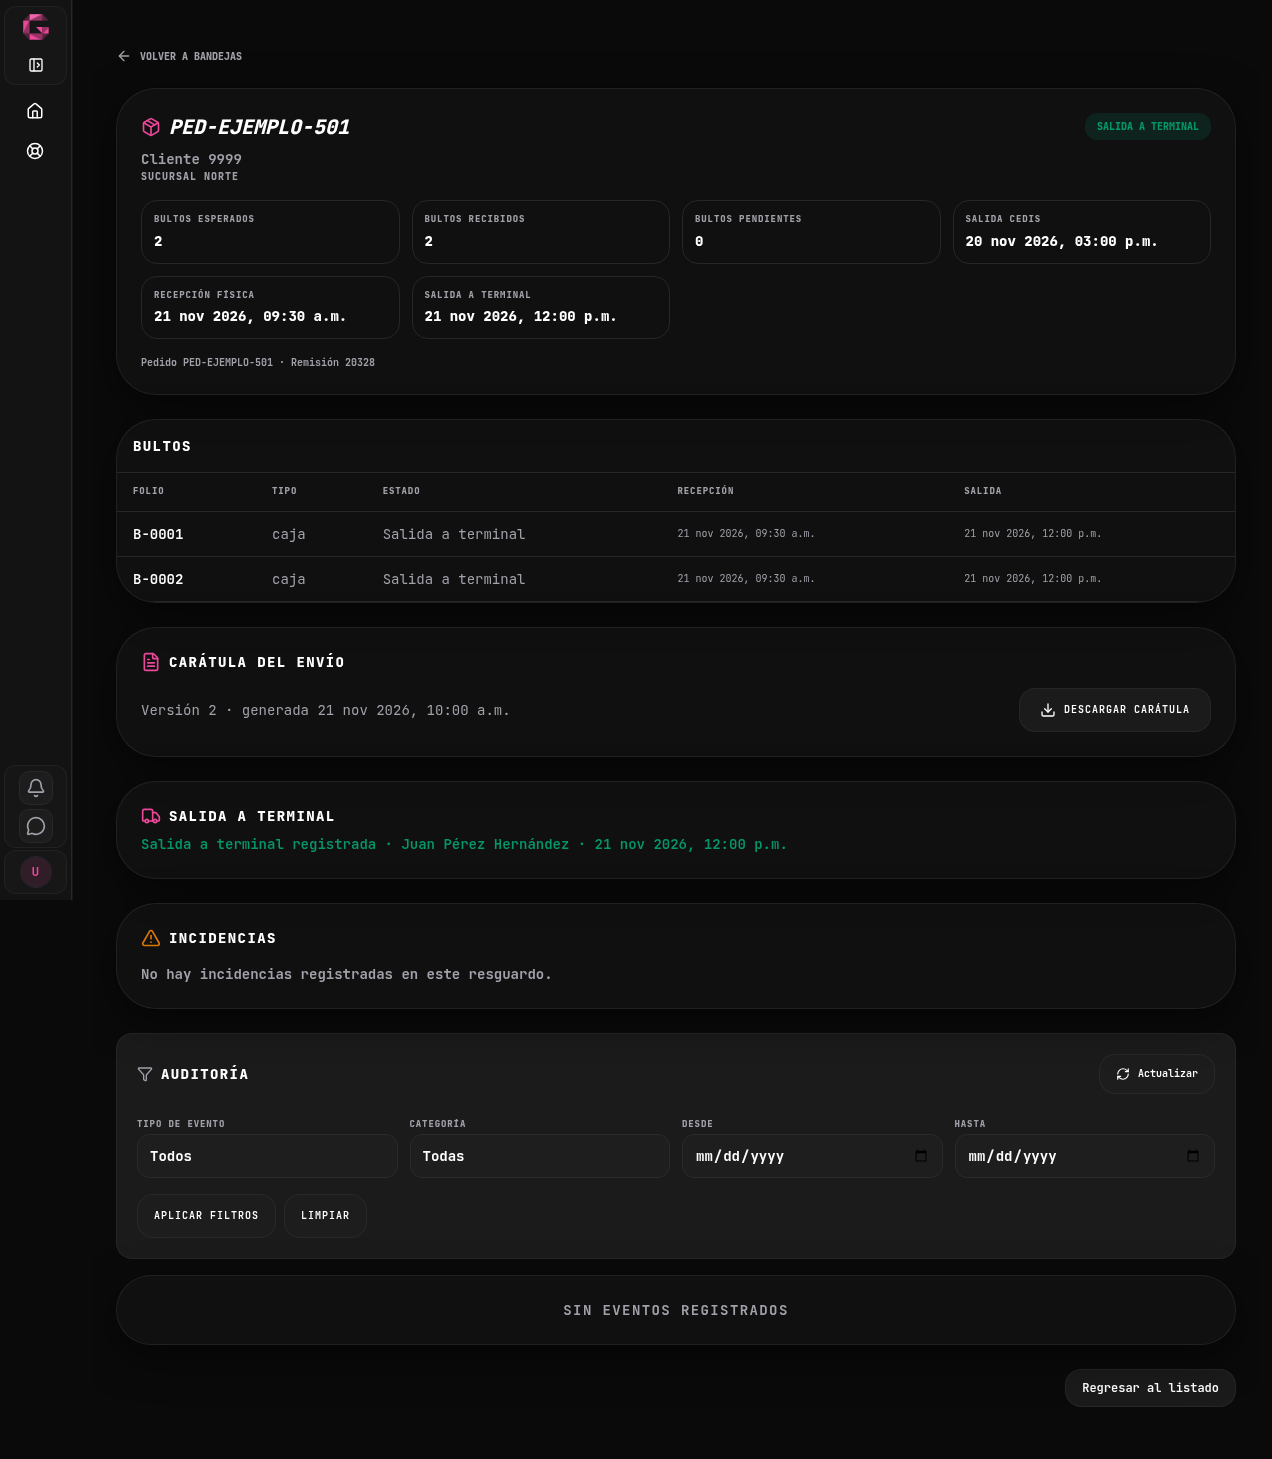 VOLVER A BANDEJAS
PED-EJEMPLO-501
SALIDA A TERMINAL
Cliente 9999
SUCURSAL NORTE
BULTOS ESPERADOS
2
BULTOS RECIBIDOS
2
BULTOS PENDIENTES
0
SALIDA CEDIS
20 nov 2026, 03:00 p.m.
RECEPCIÓN FÍSICA
21 nov 2026, 09:30 a.m.
SALIDA A TERMINAL
21 nov 2026, 12:00 p.m.
Pedido PED-EJEMPLO-501 · Remisión 20328
BULTOS
FOLIO TIPO ESTADO RECEPCIÓN SALIDA
B-0001 caja Salida a terminal 21 nov 2026, 09:30 a.m. 21 nov 2026, 12:00 p.m.
B-0002 caja Salida a terminal 21 nov 2026, 09:30 a.m. 21 nov 2026, 12:00 p.m.
CARÁTULA DEL ENVÍO
Versión 2 · generada 21 nov 2026, 10:00 a.m.
DESCARGAR CARÁTULA
SALIDA A TERMINAL
Salida a terminal registrada · Juan Pérez Hernández · 21 nov 2026, 12:00 p.m.
INCIDENCIAS
No hay incidencias registradas en este resguardo.
AUDITORÍA
Actualizar
TIPO DE EVENTO
Todos
CATEGORÍA
Todas
DESDE
mm/dd/yyyy
HASTA
mm/dd/yyyy
APLICAR FILTROS
LIMPIAR
SIN EVENTOS REGISTRADOS
Regresar al listado
U